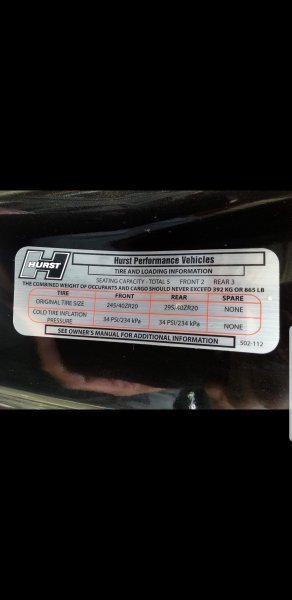 HURST
Hurst Performance Vehicles
TIRE AND LOADING INFORMATION
SEATING CAPACITY - TOTAL 5 FRONT 2 REAR 3
THE COMBINED WEIGHT OF OCCUPANTS AND CARGO SHOULD NEVER EXCEED 392 KG OR 865 LB
TIRE FRONT REAR SPARE
ORIGINAL TIRE SIZE 245/40ZR20 295/40ZR20 NONE
COLD TIRE INFLATION PRESSURE 34 PSI/234 kPa 34 PSI/234 kPa NONE
SEE OWNER'S MANUAL FOR ADDITIONAL INFORMATION
502-112